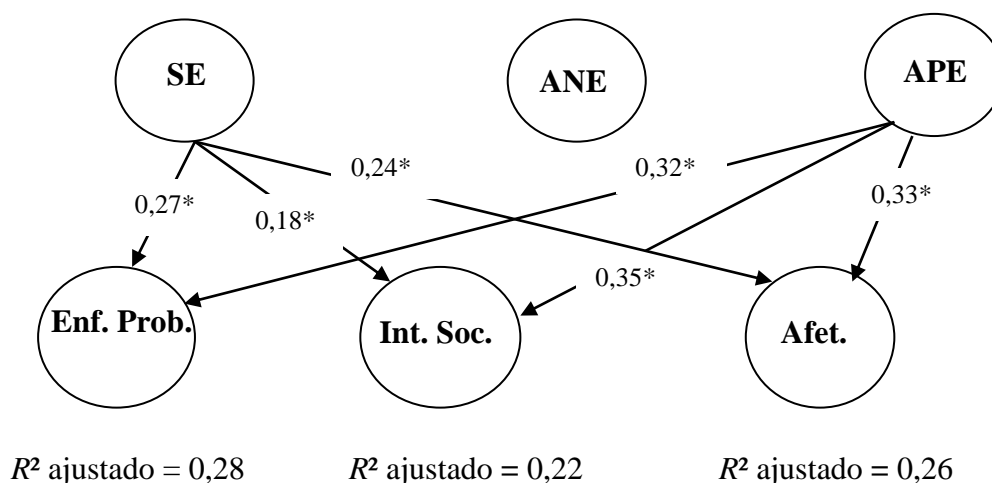 SE
ANE
APE
0,24*
0,32*
0,27*
0,18*
0,33*
0,35*
Enf. Prob.
Int. Soc.
Afet.
R² ajustado = 0,28
R² ajustado = 0,22
R² ajustado = 0,26